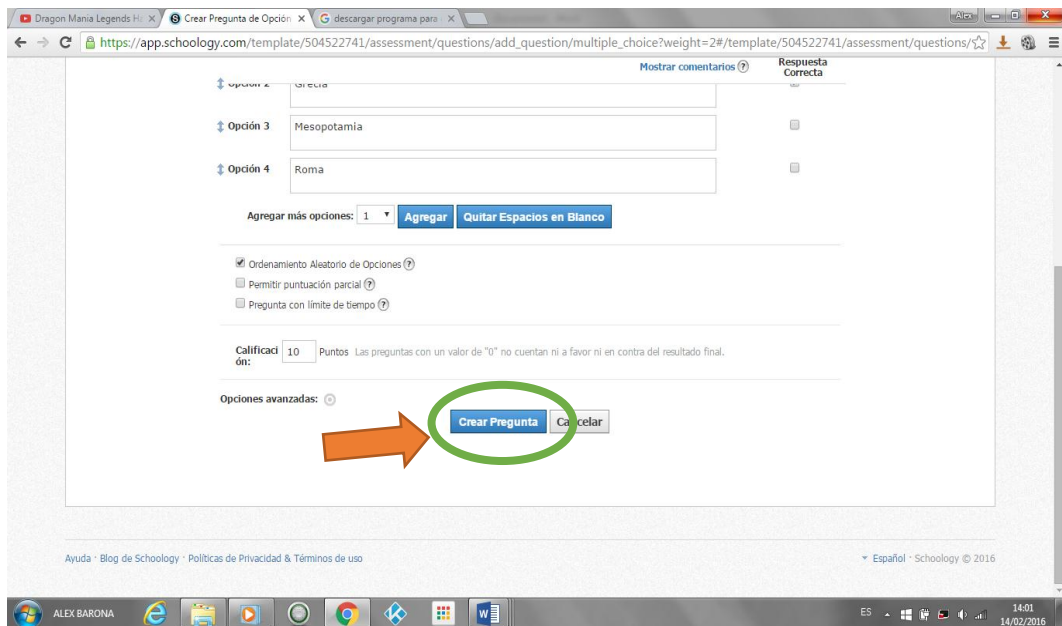 Dragon Mania Legends H
Crear Pregunta de Opción
descargar programa para
Alex
https://app.schoology.com/template/504522741/assessment/questions/add_question/multiple_choice?weight=2#/template/504522741/assessment/questions/
Mostrar comentarios ?
Respuesta
Correcta
Opción 2 Grecia
Opción 3 Mesopotamia
Opción 4 Roma
Agregar más opciones: 1 Agregar Quitar Espacios en Blanco
Ordenamiento Aleatorio de Opciones ?
Permitir puntuación parcial ?
Pregunta con límite de tiempo ?
Calificaci
ón:
10 Puntos Las preguntas con un valor de "0" no cuentan ni a favor ni en contra del resultado final.
Opciones avanzadas:
Crear Pregunta Cancelar
Ayuda · Blog de Schoology · Políticas de Privacidad & Términos de uso
Español · Schoology © 2016
ALEX BARONA
ES
14:01
14/02/2016